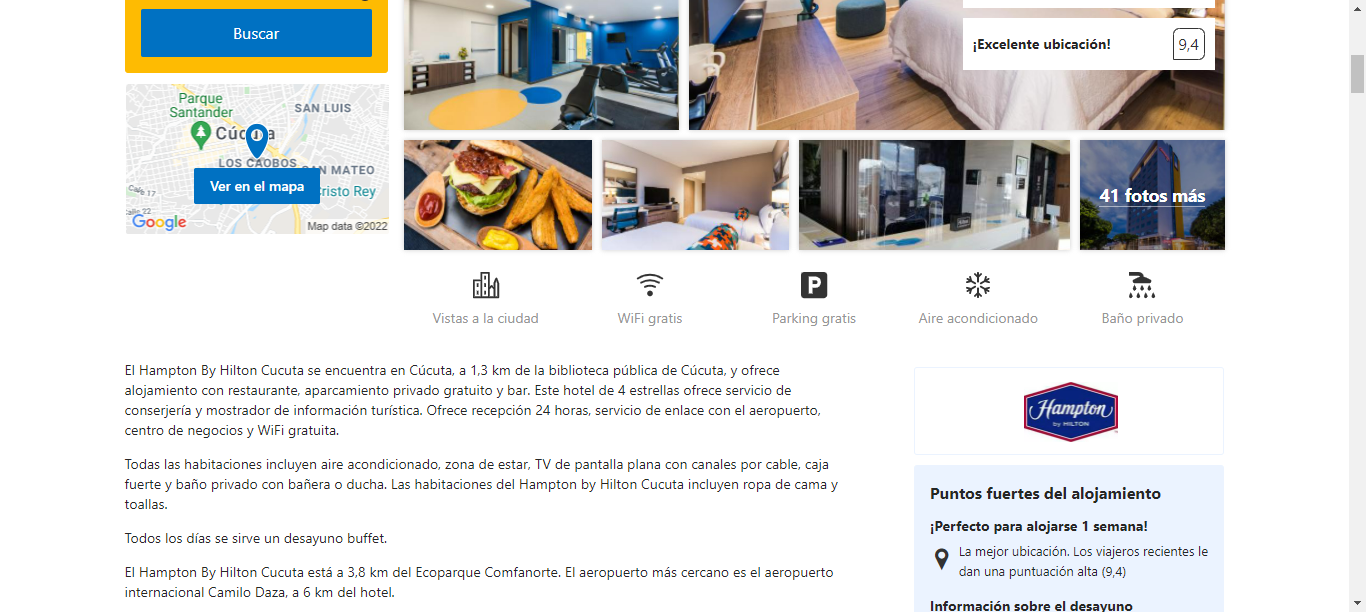 Buscar
¡Excelente ubicación!
9,4
Parque
Santander
SAN LUIS
LOS CAOBOS
SAN MATEO
Cristo Rey
Calle 17
Calle 22
Ver en el mapa
Google
Map data ©2022
41 fotos más
Vistas a la ciudad
WiFi gratis
Parking gratis
Aire acondicionado
Baño privado
El Hampton By Hilton Cucuta se encuentra en Cúcuta, a 1,3 km de la biblioteca pública de Cúcuta, y ofrece
alojamiento con restaurante, aparcamiento privado gratuito y bar. Este hotel de 4 estrellas ofrece servicio de
conserjería y mostrador de información turística. Ofrece recepción 24 horas, servicio de enlace con el aeropuerto,
centro de negocios y WiFi gratuita.
Todas las habitaciones incluyen aire acondicionado, zona de estar, TV de pantalla plana con canales por cable, caja
fuerte y baño privado con bañera o ducha. Las habitaciones del Hampton by Hilton Cucuta incluyen ropa de cama y
toallas.
Todos los días se sirve un desayuno buffet.
El Hampton By Hilton Cucuta está a 3,8 km del Ecoparque Comfanorte. El aeropuerto más cercano es el aeropuerto
internacional Camilo Daza, a 6 km del hotel.
Hampton
by HILTON
Puntos fuertes del alojamiento
¡Perfecto para alojarse 1 semana!
La mejor ubicación. Los viajeros recientes le
dan una puntuación alta (9,4)
Información sobre el desayuno